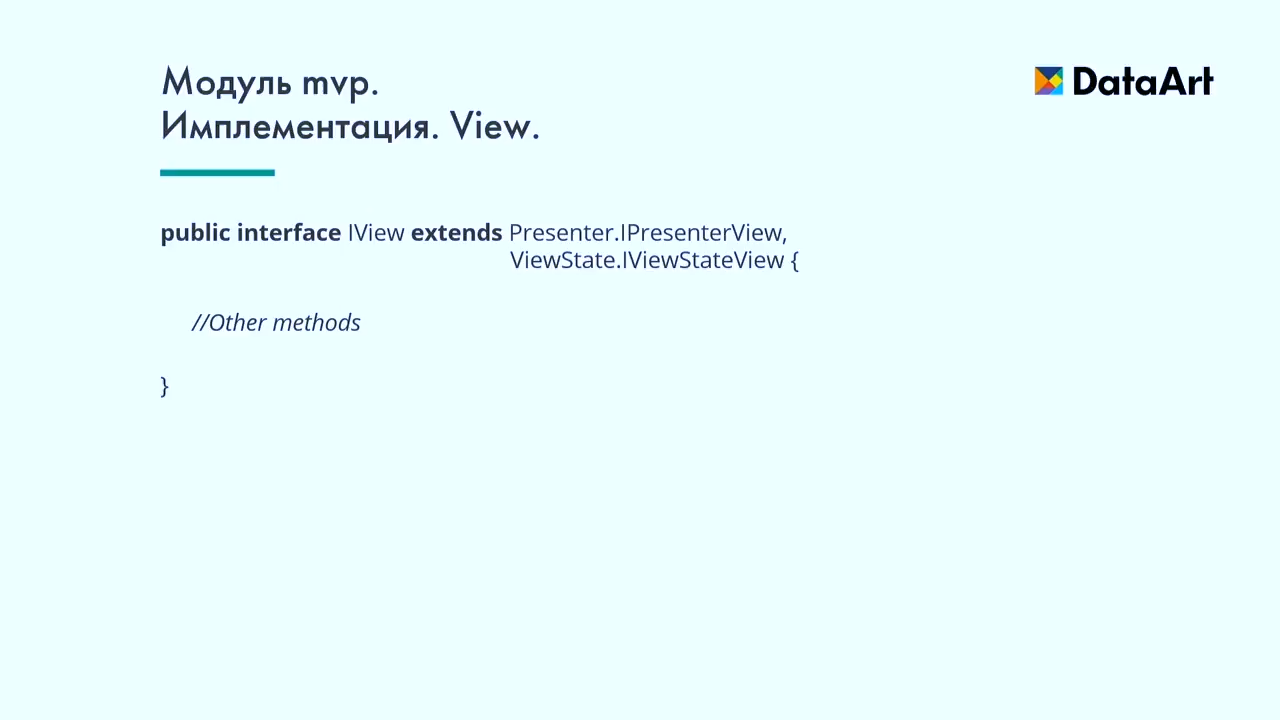 Модуль mvp.
DataArt
Имплементация. View.
public interface IView extends Presenter.IPresenterView,
ViewState.IViewStateView {
//Other methods
}